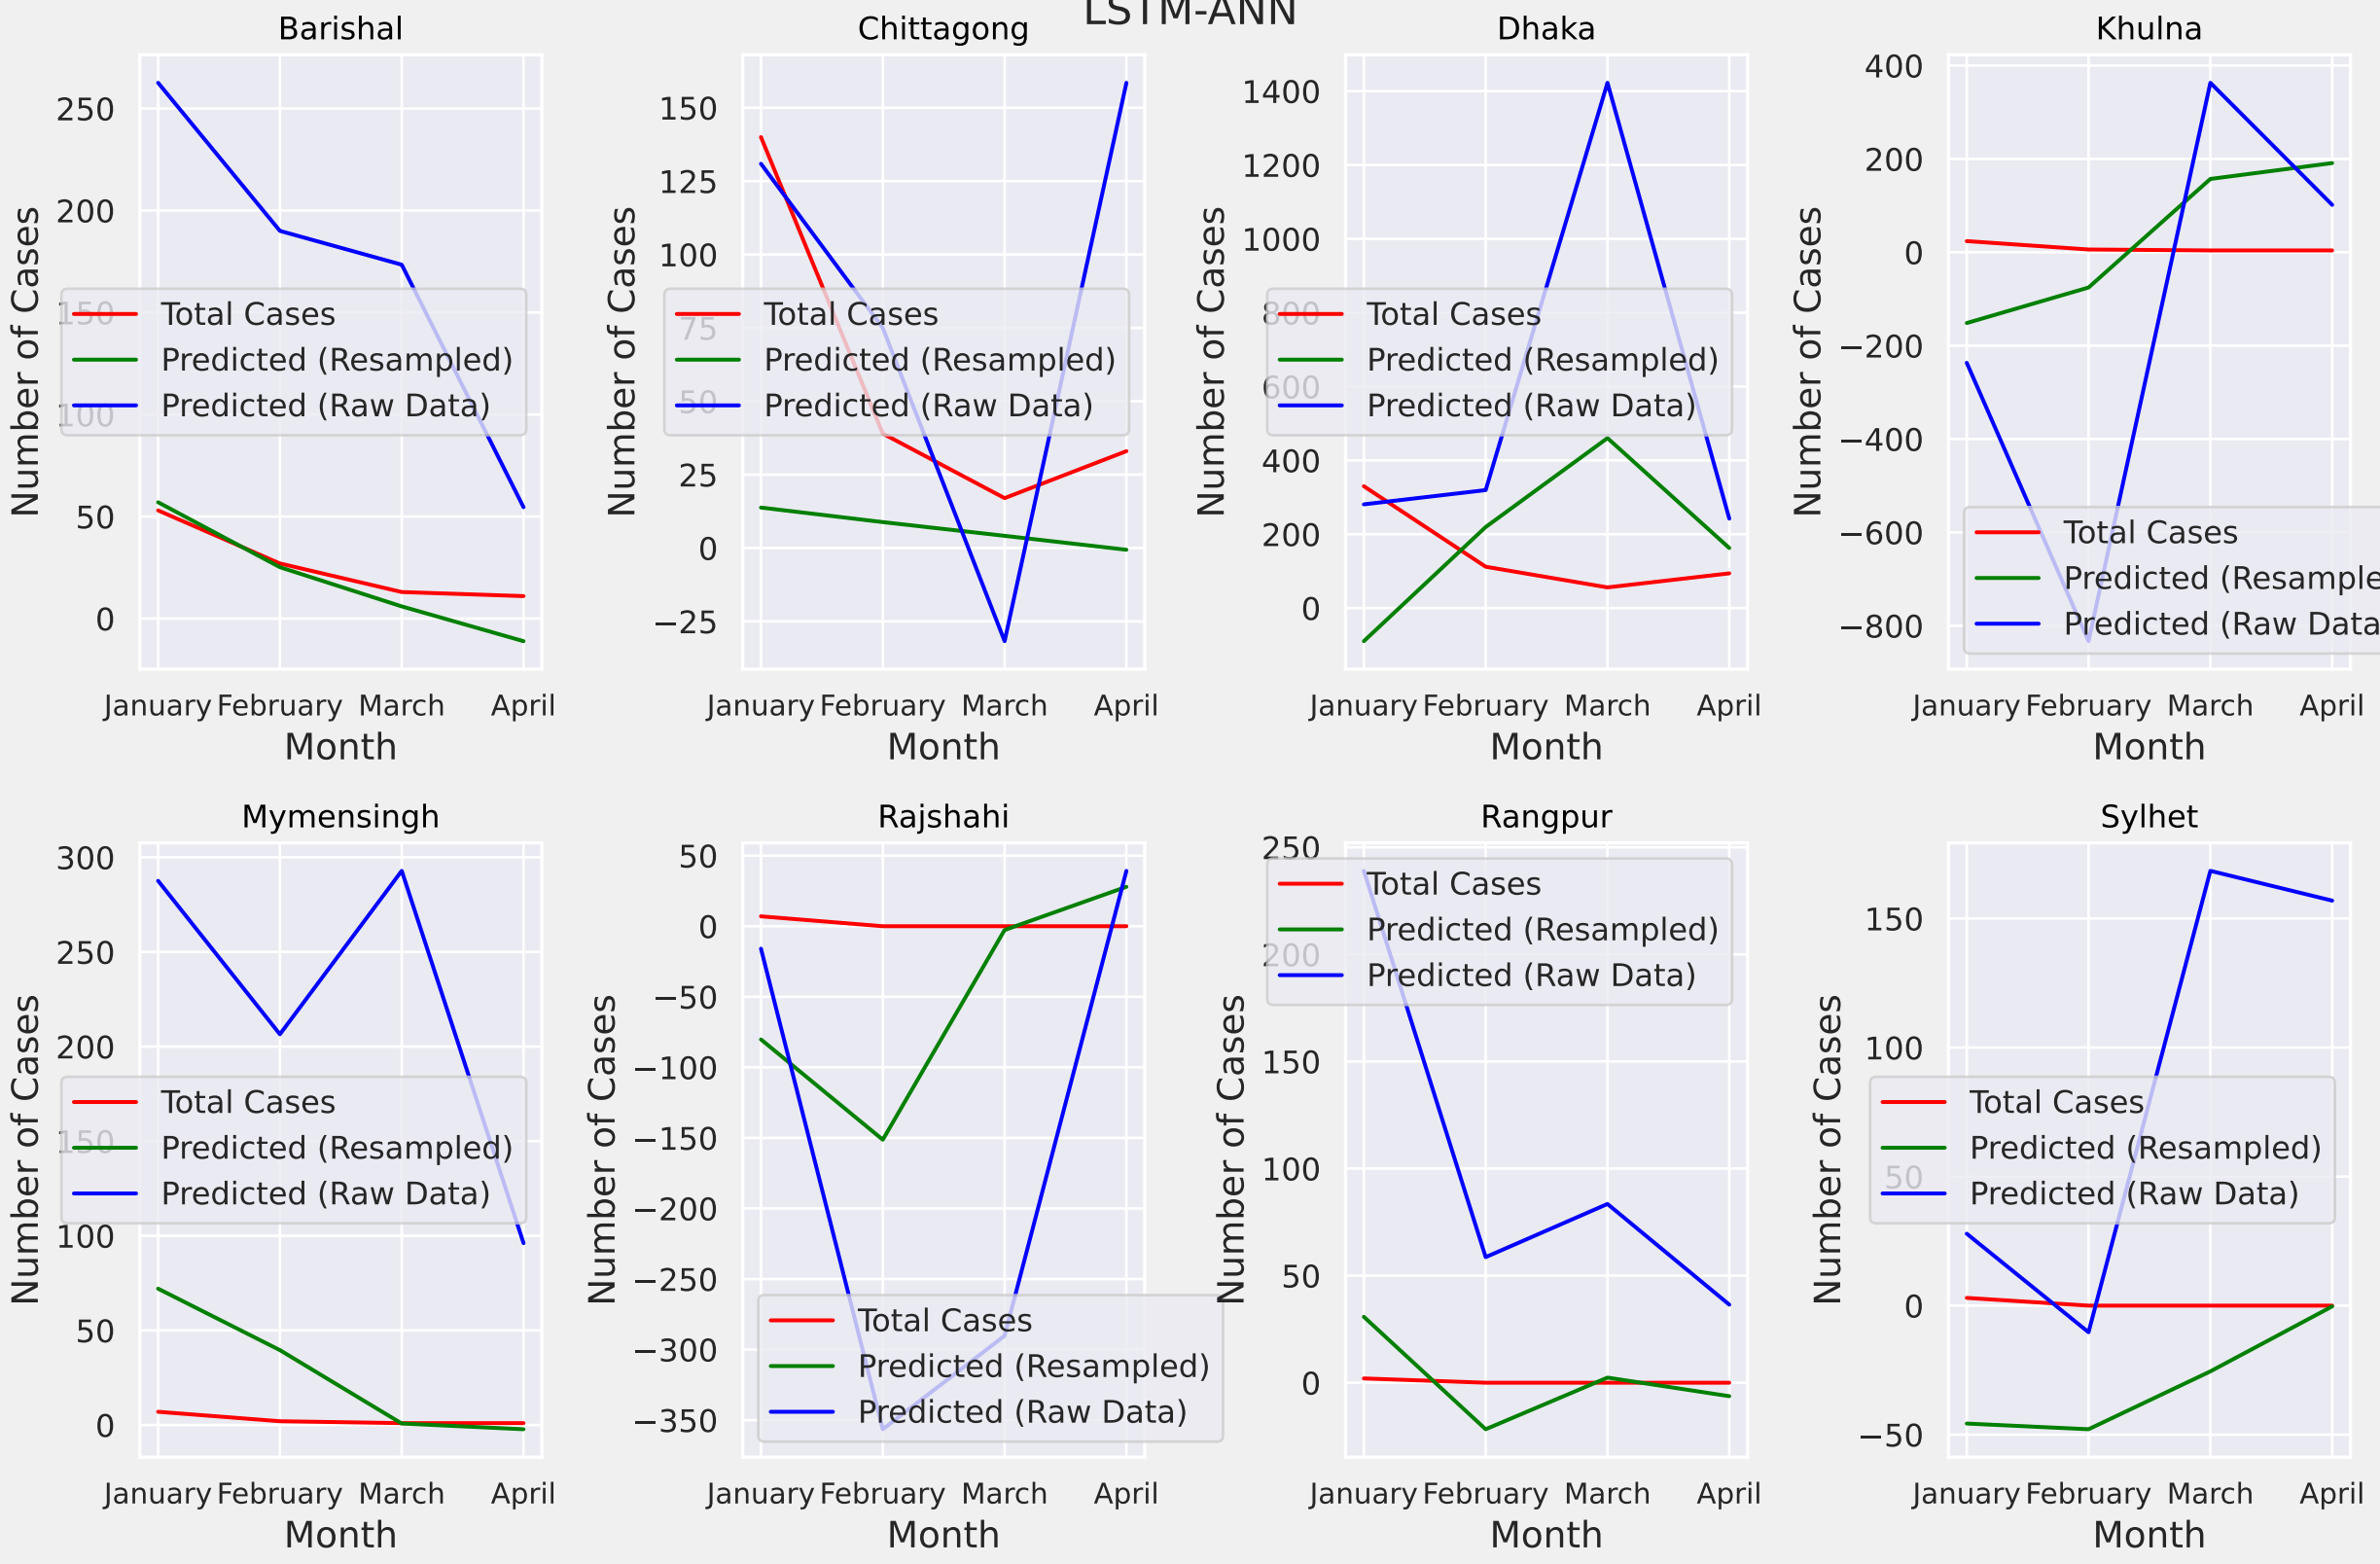 LSTM-ANN
Barishal
250
200
150
100
50
0
Number of Cases
Total Cases
Predicted (Resampled)
Predicted (Raw Data)
January February March April
Month
Chittagong
150
125
100
75
50
25
0
−25
Number of Cases
Total Cases
Predicted (Resampled)
Predicted (Raw Data)
January February March April
Month
Dhaka
1400
1200
1000
800
600
400
200
0
Number of Cases
Total Cases
Predicted (Resampled)
Predicted (Raw Data)
January February March April
Month
Khulna
400
200
0
−200
−400
−600
−800
Number of Cases
Total Cases
Predicted (Resample
Predicted (Raw Data
January February March April
Month
Mymensingh
300
250
200
150
100
50
0
Number of Cases
Total Cases
Predicted (Resampled)
Predicted (Raw Data)
January February March April
Month
Rajshahi
50
0
−50
−100
−150
−200
−250
−300
−350
Number of Cases
Total Cases
Predicted (Resampled)
Predicted (Raw Data)
January February March April
Month
Rangpur
250
200
150
100
50
0
Number of Cases
Total Cases
Predicted (Resampled)
Predicted (Raw Data)
January February March April
Month
Sylhet
150
100
50
0
−50
Number of Cases
Total Cases
Predicted (Resampled)
Predicted (Raw Data)
January February March April
Month